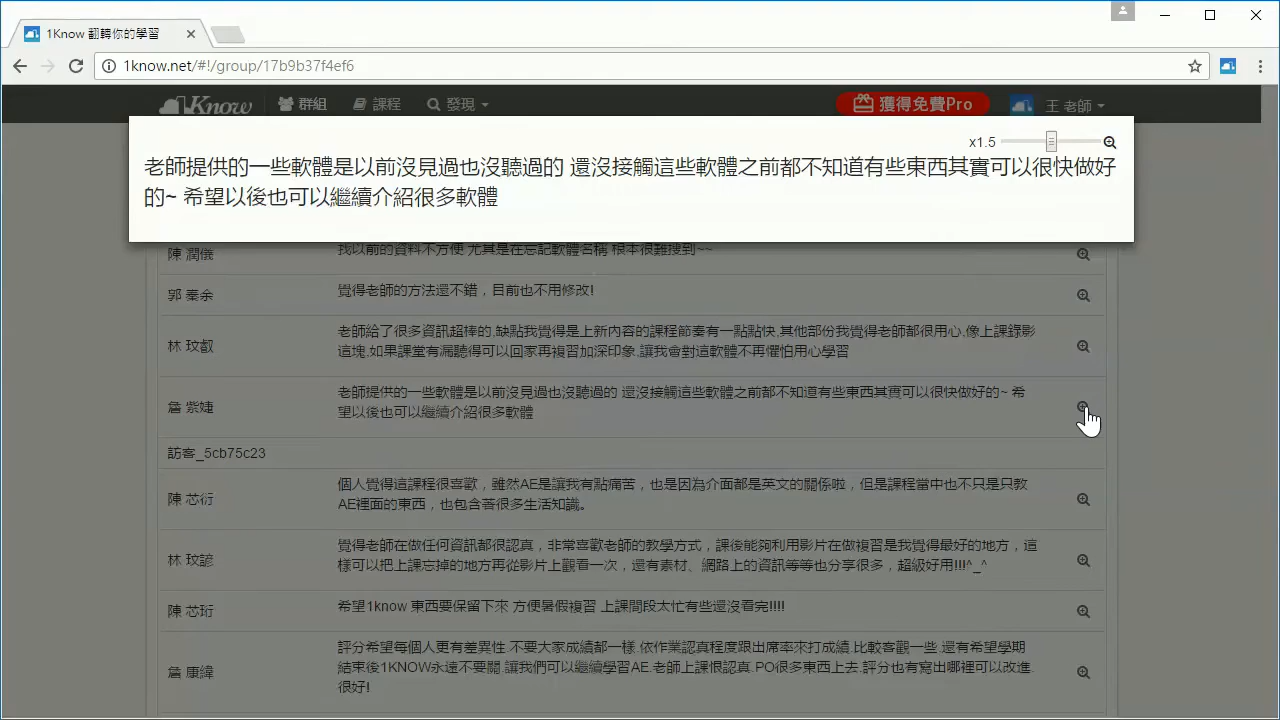 1Know 翻轉你的學習
1know.net/#!/group/17b9b37f4ef6
1Know 群組 課程 發現 獲得免費Pro 王 老師
x1.5
老師提供的一些軟體是以前沒見過也沒聽過的 還沒接觸這些軟體之前都不知道有些東西其實可以很快做好
的~ 希望以後也可以繼續介紹很多軟體
陳 潤儀
找以前的資料不方便 尤其是在忘記軟體名稱 根本很難搜到~~
郭 蓁余
覺得老師的方法還不錯，目前也不用修改!
林 玟叡
老師給了很多資訊超棒的,缺點我覺得是上新內容的課程節奏有一點點快,其他部份我覺得老師都很用心,像上課錄影
這塊,如果課堂有漏聽得可以回家再複習加深印象,讓我會對這軟體不再懼怕用心學習
詹 紫婕
老師提供的一些軟體是以前沒見過也沒聽過的 還沒接觸這些軟體之前都不知道有些東西其實可以很快做好的~ 希
望以後也可以繼續介紹很多軟體
訪客_5cb75c23
陳 芯衍
個人覺得這課程很喜歡，雖然AE是讓我有點痛苦，也是因為介面都是英文的關係啦，但是課程當中也不只是只教
AE裡面的東西，也包含著很多生活知識。
林 玟諺
覺得老師在做任何資訊都很認真，非常喜歡老師的教學方式，課後能夠利用影片在做複習是我覺得最好的地方，這
樣可以把上課忘掉的地方再從影片上觀看一次，還有素材、網路上的資訊等等也分享很多，超級好用!!!^_^
陳 芯珩
希望1know 東西要保留下來 方便暑假複習 上課間段太忙有些還沒看完!!!!
詹 康緯
評分希望每個人更有差異性.不要大家成績都一樣.依作業認真程度跟出席率來打成績.比較客觀一些.還有希望學期
結束後1KNOW永遠不要關.讓我們可以繼續學習AE.老師上課很認真.PO很多東西上去.評分也有寫出哪裡可以改進.
很好!